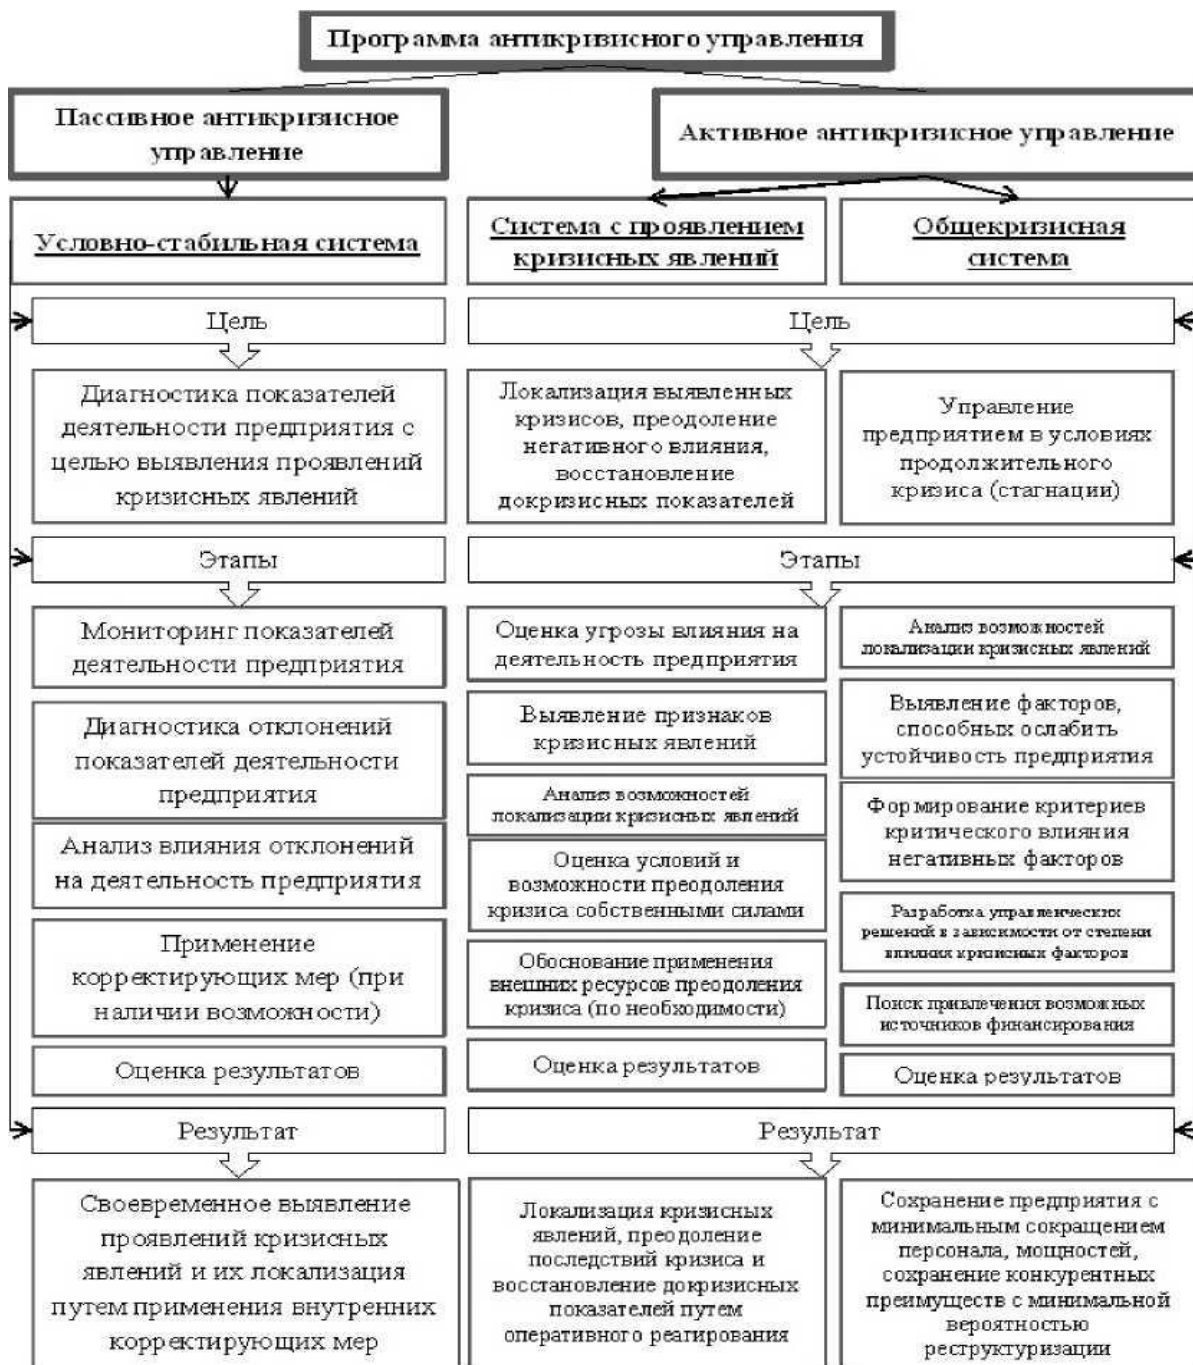 Программа антикризисного управления
Пассивное антикризисное
управление
Активное антикризисное управление
Условно-стабильная система
Система с проявлением
кризисных явлений
Общекризисная
система
Цель
Цель
Диагностика показателей
деятельности предприятия с
целью выявления проявлений
кризисных явлений
Локализация выявленных
кризисов, преодоление
негативного влияния,
восстановление
докризисных показателей
Управление
предприятием в условиях
продолжительного
кризиса (стагнации)
Этапы
Этапы
Мониторинг показателей
деятельности предприятия
Диагностика отклонений
показателей деятельности
предприятия
Анализ влияния отклонений
на деятельность предприятия
Применение
корректирующих мер (при
наличии возможности)
Оценка результатов
Оценка угрозы влияния на
деятельность предприятия
Выявление признаков
кризисных явлений
Анализ возможностей
локализации кризисных явлений
Оценка условий и
возможности преодоления
кризиса собственными силами
Обоснование применения
внешних ресурсов преодоления
кризиса (по необходимости)
Оценка результатов
Анализ возможностей
локализации кризисных явлений
Выявление факторов,
способных ослабить
устойчивость предприятия
Формирование критериев
критического влияния
негативных факторов
Разработка управленческих
решений в зависимости от степени
влияния кризисных факторов
Поиск привлечения возможных
источников финансирования
Оценка результатов
Результат
Результат
Своевременное выявление
проявлений кризисных
явлений и их локализация
путем применения внутренних
корректирующих мер
Локализация кризисных
явлений, преодоление
последствий кризиса и
восстановление докризисных
показателей путем
оперативного реагирования
Сохранение предприятия с
минимальным сокращением
персонала, мощностей,
сохранение конкурентных
преимуществ с минимальной
вероятностью
реструктуризации